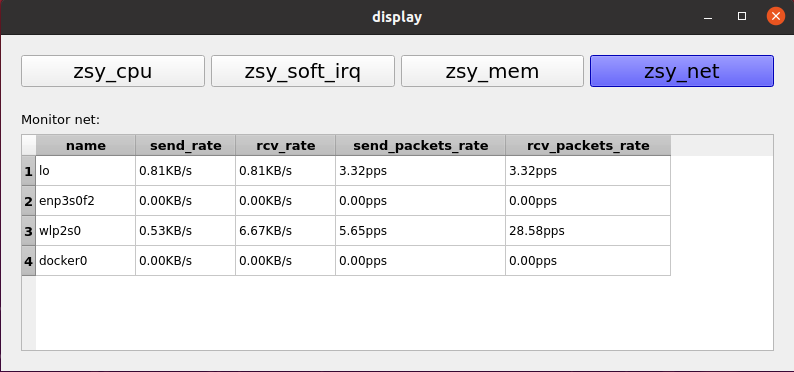 display
zsy_cpu zsy_soft_irq zsy_mem zsy_net
Monitor net:
name send_rate rcv_rate send_packets_rate rcv_packets_rate
1 lo 0.81KB/s 0.81KB/s 3.32pps 3.32pps
2 enp3s0f2 0.00KB/s 0.00KB/s 0.00pps 0.00pps
3 wlp2s0 0.53KB/s 6.67KB/s 5.65pps 28.58pps
4 docker0 0.00KB/s 0.00KB/s 0.00pps 0.00pps